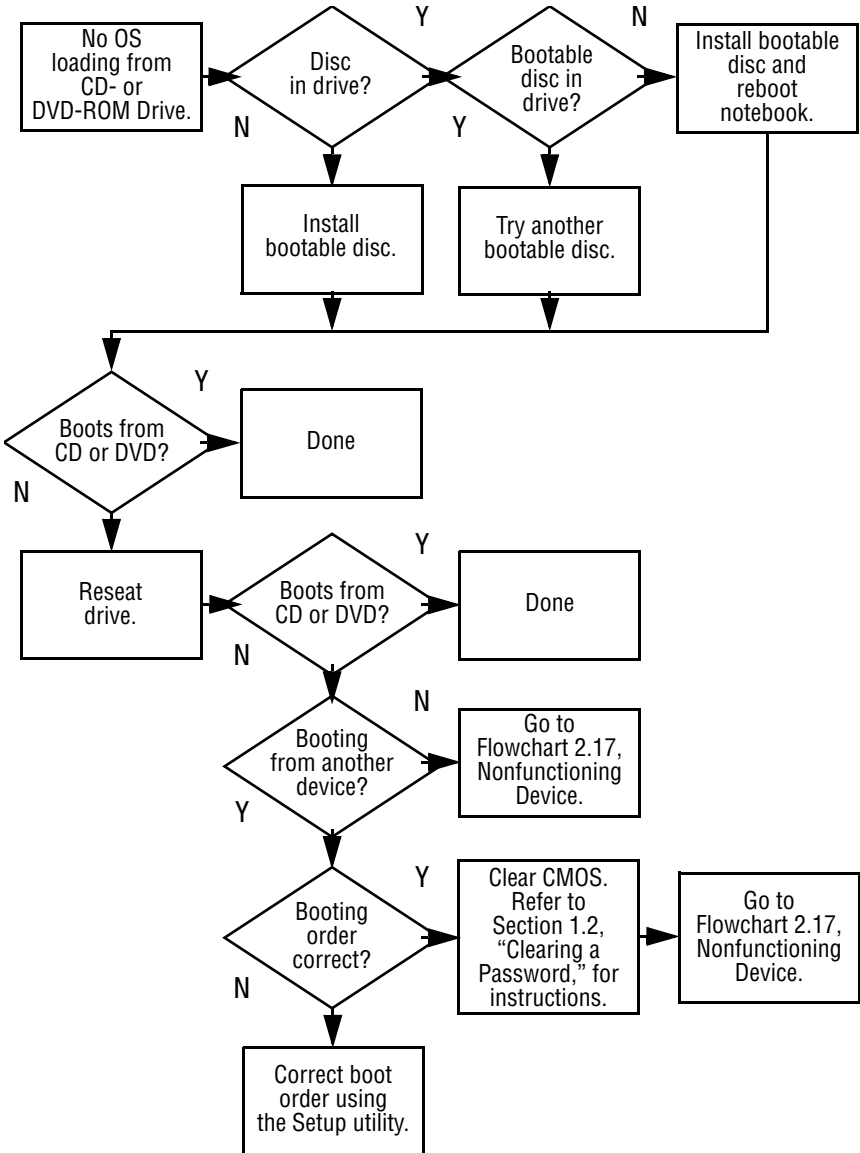 No OS
loading from
CD- or
DVD-ROM Drive.
Disc
in drive?
Y
N
Bootable
disc in
drive?
N
Y
Install bootable
disc and
reboot
notebook.
Install
bootable disc.
Try another
bootable disc.
Boots from
CD or DVD?
Y
N
Done
Reseat
drive.
Boots from
CD or DVD?
Y
N
Done
Booting
from another
device?
N
Y
Go to
Flowchart 2.17,
Nonfunctioning
Device.
Booting
order
correct?
Y
N
Clear CMOS.
Refer to
Section 1.2,
“Clearing a
Password,” for
instructions.
Go to
Flowchart 2.17,
Nonfunctioning
Device.
Correct boot
order using
the Setup utility.